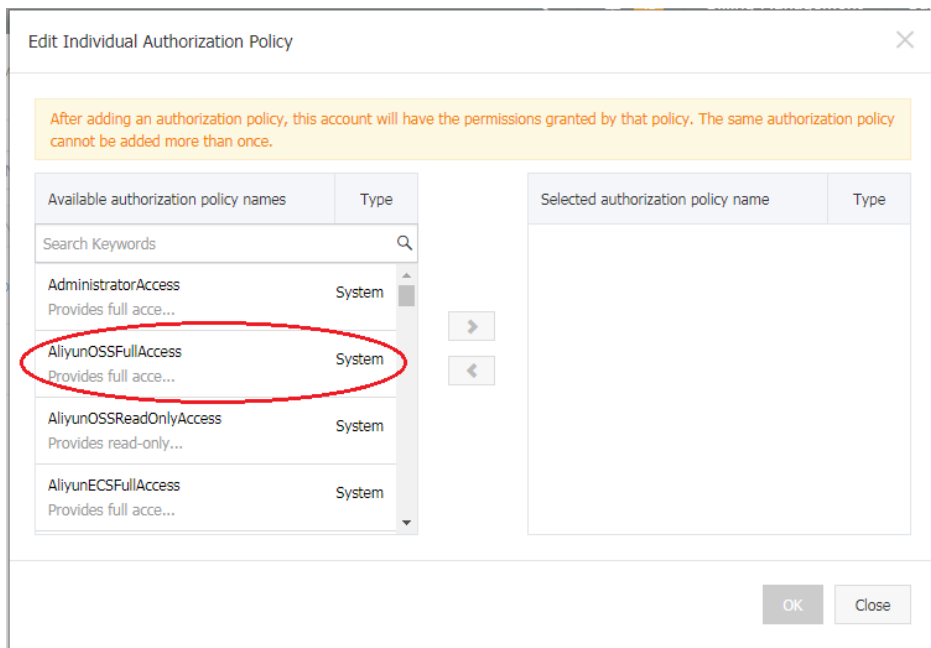 Edit Individual Authorization Policy
After adding an authorization policy, this account will have the permissions granted by that policy. The same authorization policy
cannot be added more than once.
Available authorization policy names Type
Search Keywords
AdministratorAccess
System
Provides full acce...
AliyunOSSFullAccess
System
Provides full acce...
AliyunOSSReadOnlyAccess
System
Provides read-only...
AliyunECSFullAccess
System
Provides full acce...
Selected authorization policy name Type
OK Close